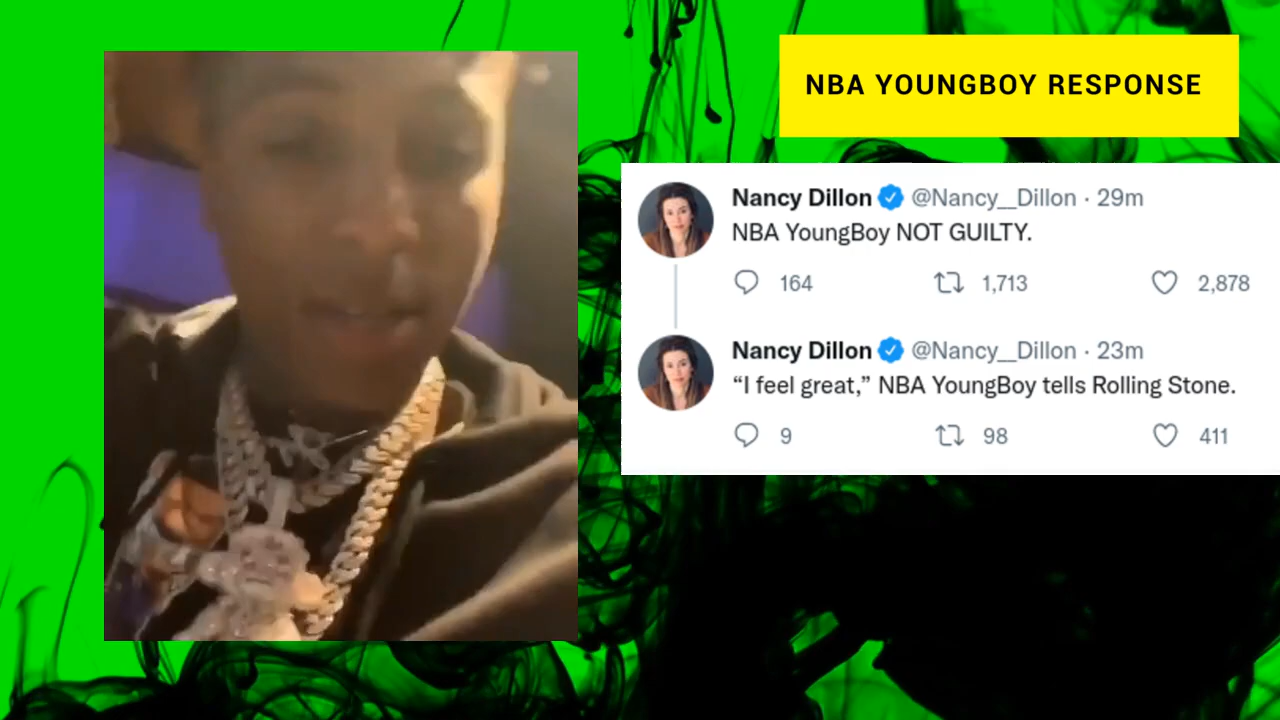 NBA YOUNGBOY RESPONSE
Nancy Dillon @Nancy__Dillon · 29m
NBA YoungBoy NOT GUILTY.
164 1,713 2,878
Nancy Dillon @Nancy__Dillon · 23m
“I feel great,” NBA YoungBoy tells Rolling Stone.
9 98 411